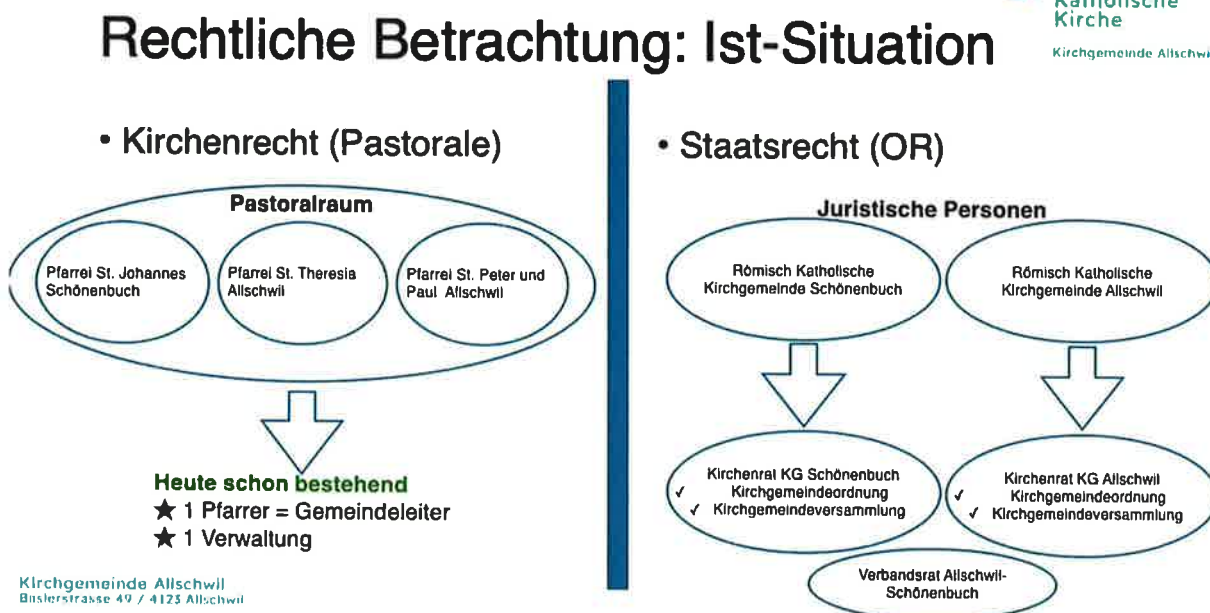 Katholische
Kirche
Kirchgemeinde Allschwil
Rechtliche Betrachtung: Ist-Situation
• Kirchenrecht (Pastorale)
Pastoralraum
Pfarrei St. Johannes
Schönenbuch
Pfarrei St. Theresia
Allschwil
Pfarrei St. Peter und
Paul Allschwil
Heute schon bestehend
★ 1 Pfarrer = Gemeindeleiter
★ 1 Verwaltung
• Staatsrecht (OR)
Juristische Personen
Römisch Katholische
Kirchgemeinde Schönenbuch
Römisch Katholische
Kirchgemeinde Allschwil
Kirchenrat KG Schönenbuch
✓ Kirchgemeindeordnung
✓ Kirchgemeindeversammlung
Kirchenrat KG Allschwil
✓ Kirchgemeindeordnung
✓ Kirchgemeindeversammlung
Verbandsrat Allschwil-
Schönenbuch
Kirchgemeinde Allschwil
Baslerstrasse 49 / 4123 Allschwil